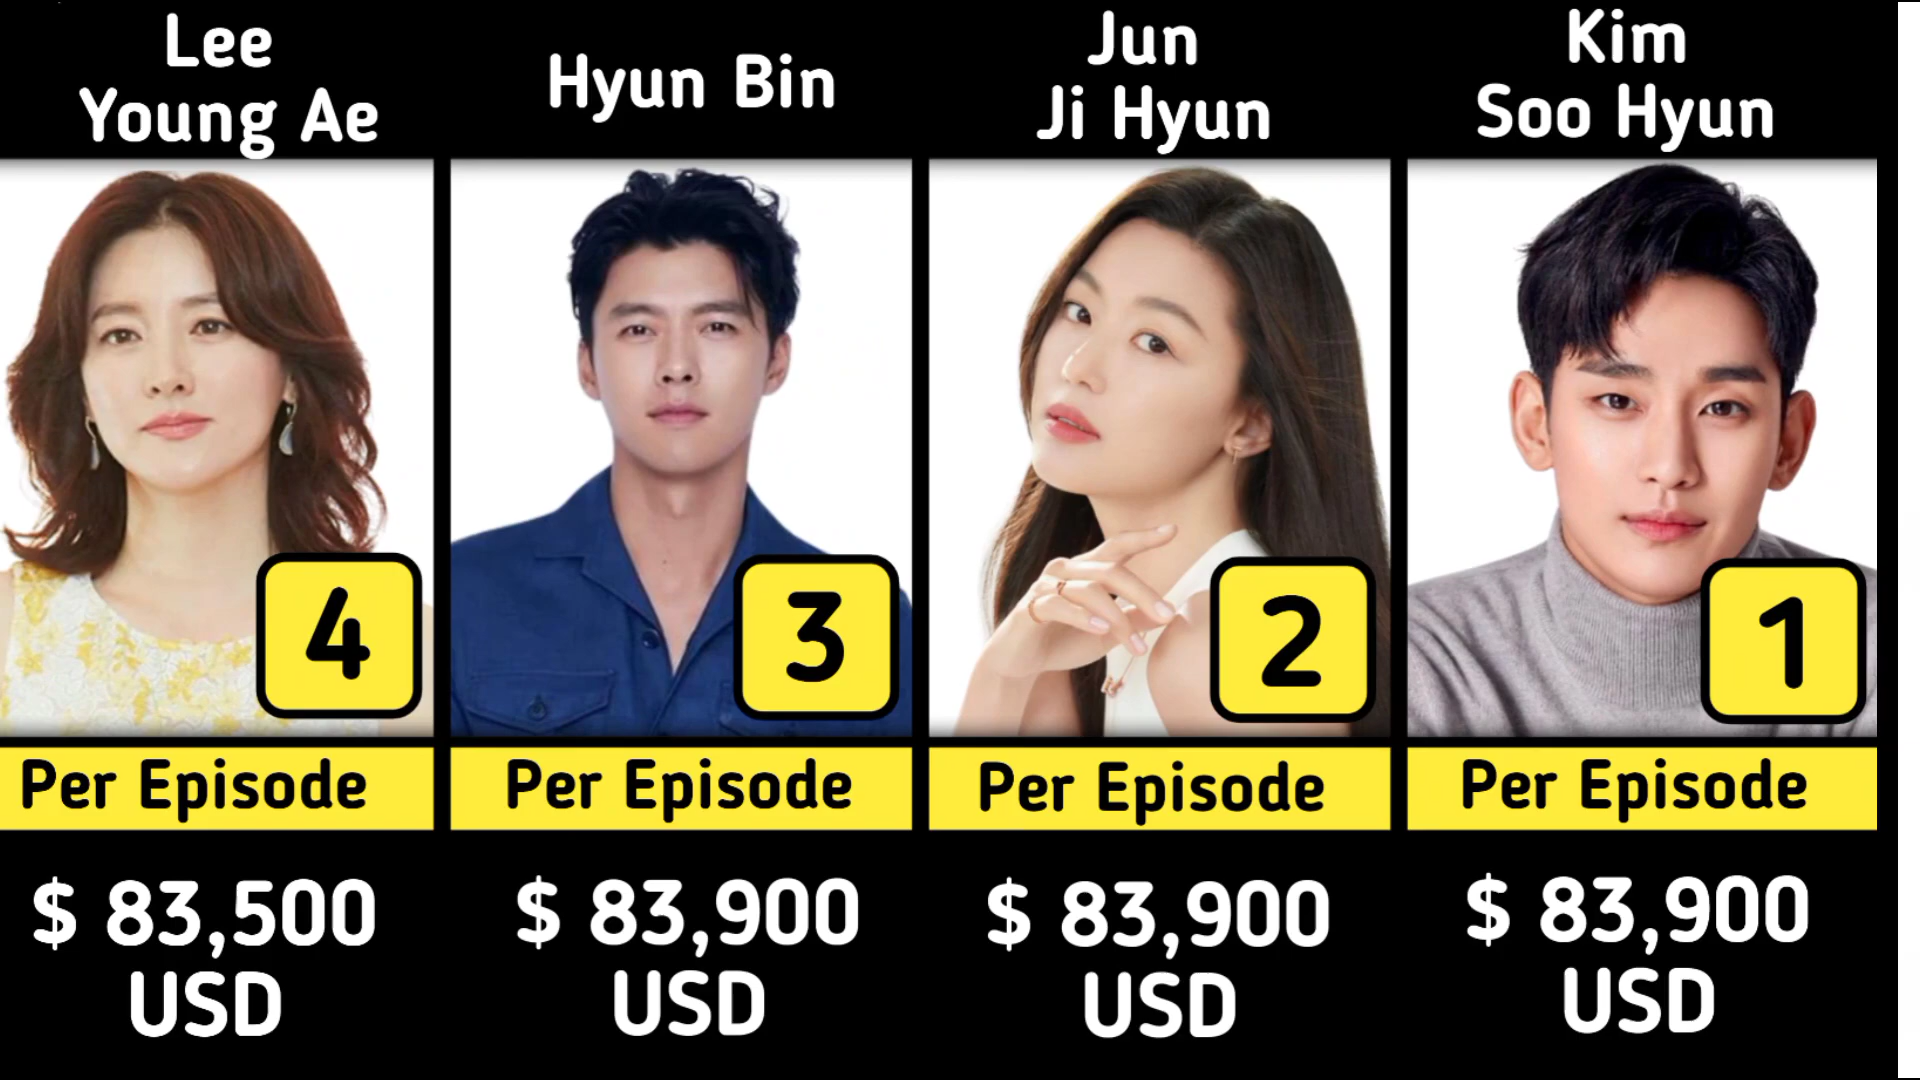 Lee
Young Ae
4
Per Episode
$ 83,500
USD
Hyun Bin
3
Per Episode
$ 83,900
USD
Jun
Ji Hyun
2
Per Episode
$ 83,900
USD
Kim
Soo Hyun
1
Per Episode
$ 83,900
USD